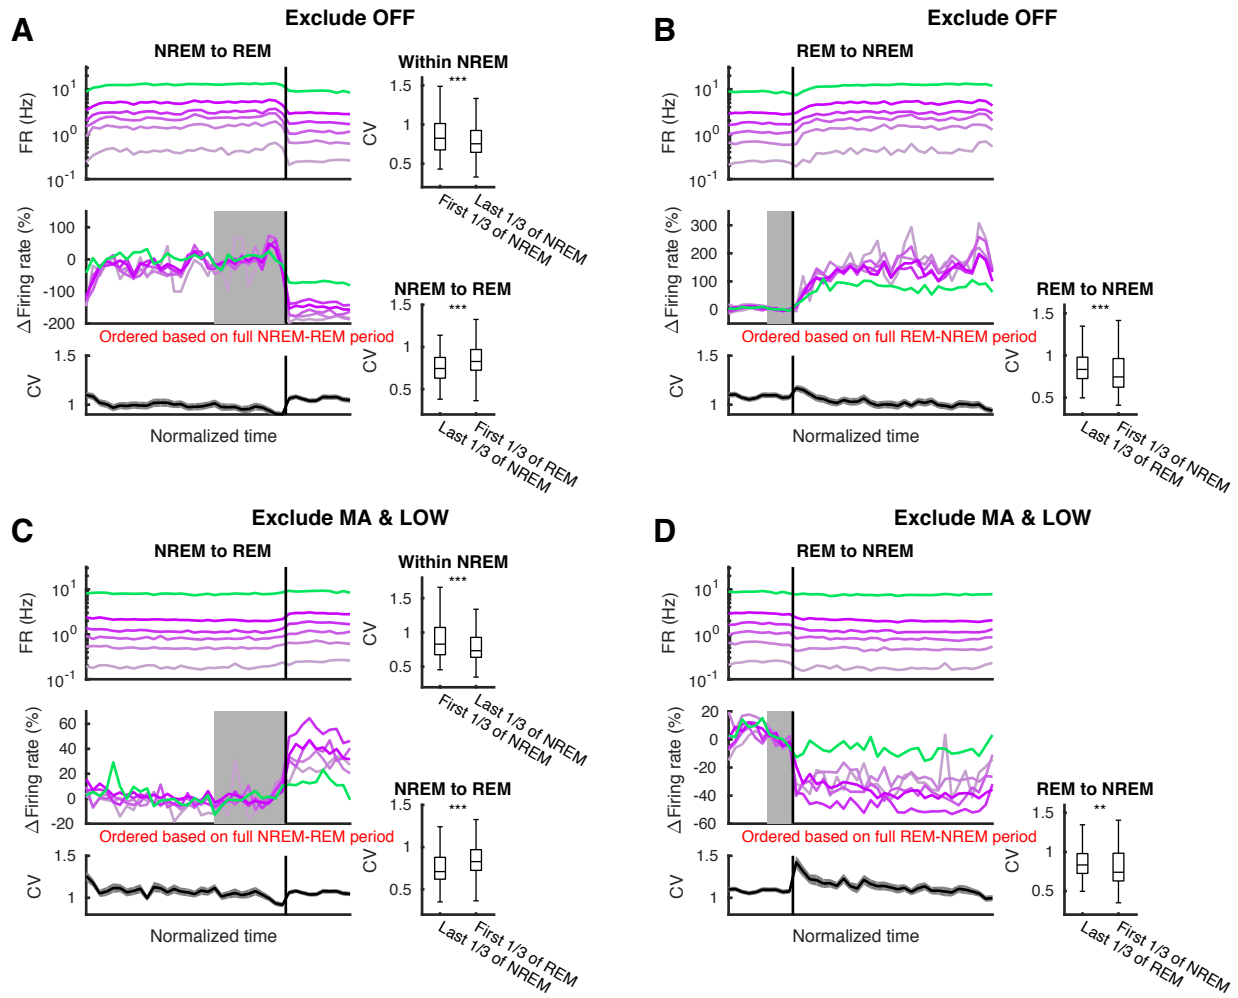 A
Exclude OFF
NREM to REM
FR (Hz)
10^1
10^0
10^-1
Within NREM
***
CV
1.5
1
0.5
First 1/3 of NREM
Last 1/3 of NREM
Δ Firing rate (%)
100
0
-100
-200
Ordered based on full NREM-REM period
CV
1.5
1
Normalized time
NREM to REM
***
CV
1.5
1
0.5
Last 1/3 of NREM
First 1/3 of REM
B
Exclude OFF
REM to NREM
FR (Hz)
10^1
10^0
10^-1
Δ Firing rate (%)
300
200
100
0
Ordered based on full REM-NREM period
CV
1.5
1
Normalized time
REM to NREM
***
CV
1.5
1
0.5
Last 1/3 of REM
First 1/3 of NREM
C
Exclude MA & LOW
NREM to REM
FR (Hz)
10^1
10^0
10^-1
Within NREM
***
CV
1.5
1
0.5
First 1/3 of NREM
Last 1/3 of NREM
Δ Firing rate (%)
60
40
20
0
-20
Ordered based on full NREM-REM period
CV
1.5
1
Normalized time
NREM to REM
***
CV
1.5
1
0.5
Last 1/3 of NREM
First 1/3 of REM
D
Exclude MA & LOW
REM to NREM
FR (Hz)
10^1
10^0
10^-1
Δ Firing rate (%)
20
0
-20
-40
-60
Ordered based on full REM-NREM period
CV
1.5
1
Normalized time
REM to NREM
**
CV
1.5
1
0.5
Last 1/3 of REM
First 1/3 of NREM